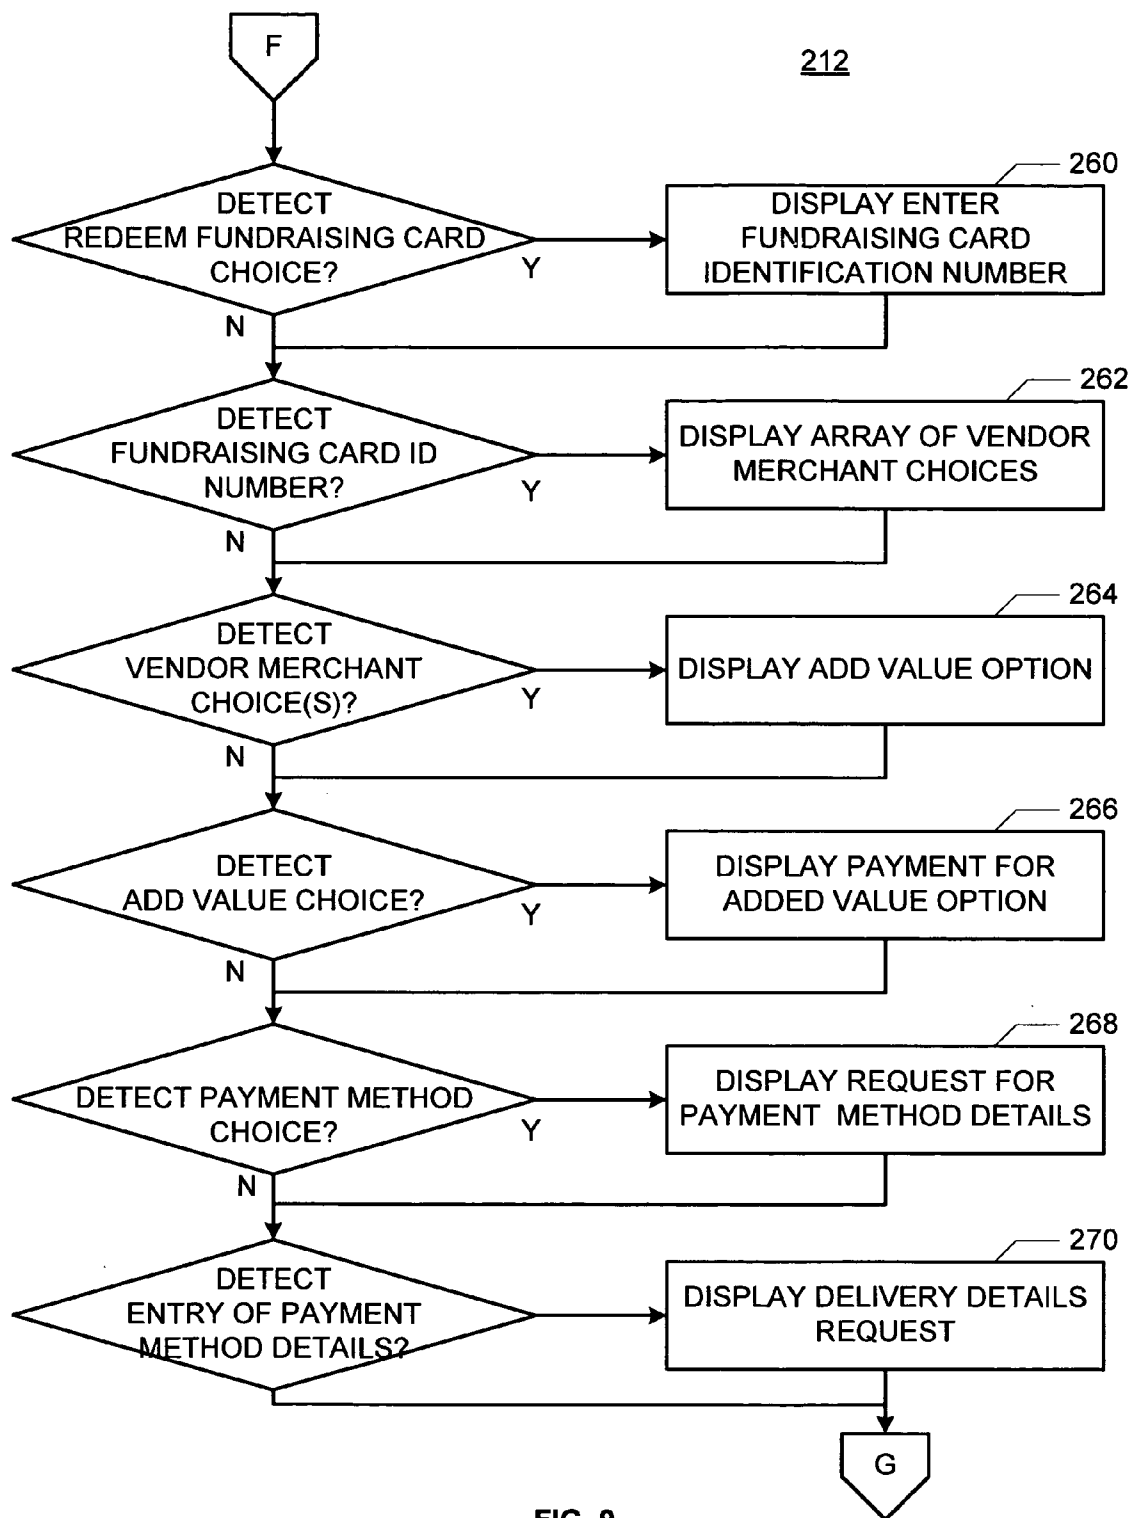 F
212
DETECT
REDEEM FUNDRAISING CARD
CHOICE?
Y
N
260
DISPLAY ENTER
FUNDRAISING CARD
IDENTIFICATION NUMBER
DETECT
FUNDRAISING CARD ID
NUMBER?
Y
N
262
DISPLAY ARRAY OF VENDOR
MERCHANT CHOICES
DETECT
VENDOR MERCHANT
CHOICE(S)?
Y
N
264
DISPLAY ADD VALUE OPTION
DETECT
ADD VALUE CHOICE?
Y
N
266
DISPLAY PAYMENT FOR
ADDED VALUE OPTION
DETECT PAYMENT METHOD
CHOICE?
Y
N
268
DISPLAY REQUEST FOR
PAYMENT METHOD DETAILS
DETECT
ENTRY OF PAYMENT
METHOD DETAILS?
270
DISPLAY DELIVERY DETAILS
REQUEST
G
FIG.